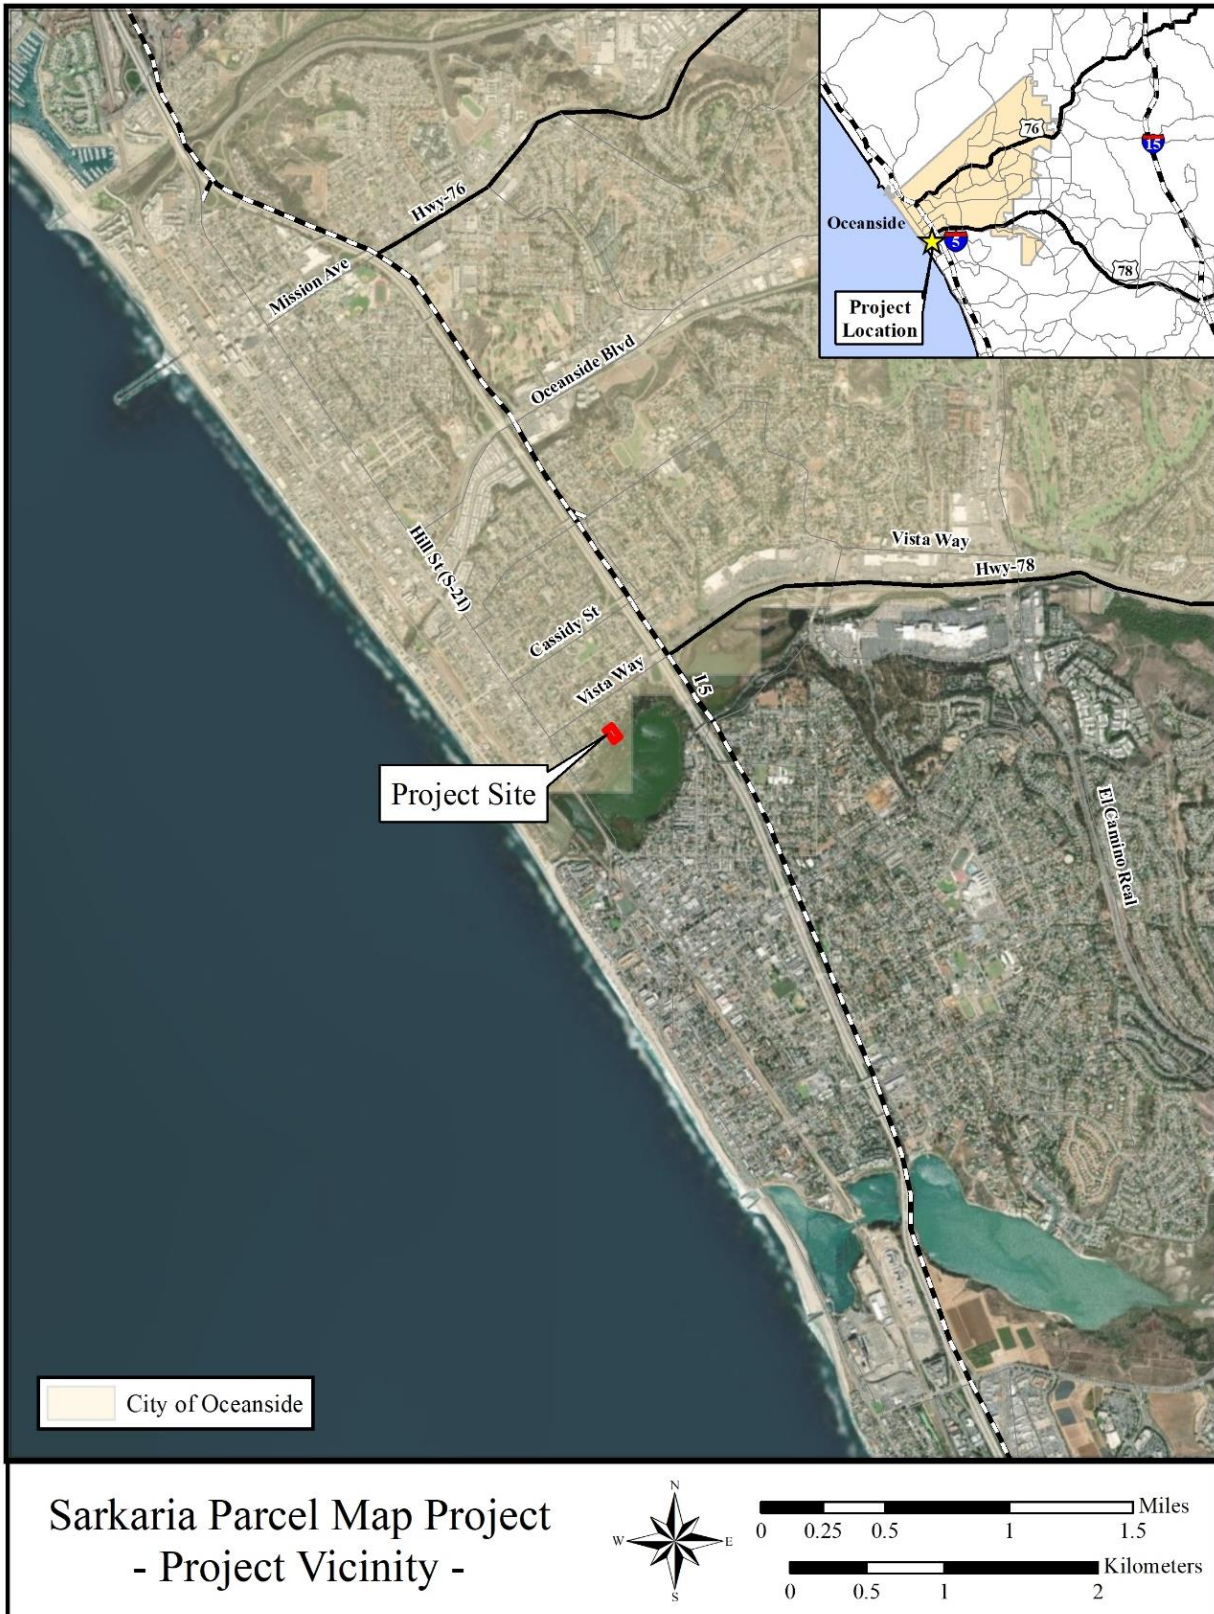 76
15
Oceanside
5
78
Project
Location
Hwy-76
Mission Ave
Oceanside Blvd
Vista Way
Hwy-78
Hill St (S-21)
Cassidy St
Vista Way
I-5
Project Site
El Camino Real
City of Oceanside
Sarkaria Parcel Map Project
- Project Vicinity -
N
W
E
S
Miles
0 0.25 0.5 1 1.5
Kilometers
0 0.5 1 2